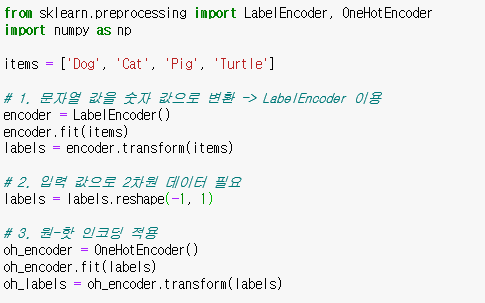 from sklearn.preprocessing import LabelEncoder, OneHotEncoder
import numpy as np
items = ['Dog', 'Cat', 'Pig', 'Turtle']
# 1. 문자열 값을 숫자 값으로 변환 -> LabelEncoder 이용
encoder = LabelEncoder()
encoder.fit(items)
labels = encoder.transform(items)
# 2. 입력 값으로 2차원 데이터 필요
labels = labels.reshape(-1, 1)
# 3. 원-핫 인코딩 적용
oh_encoder = OneHotEncoder()
oh_encoder.fit(labels)
oh_labels = oh_encoder.transform(labels)